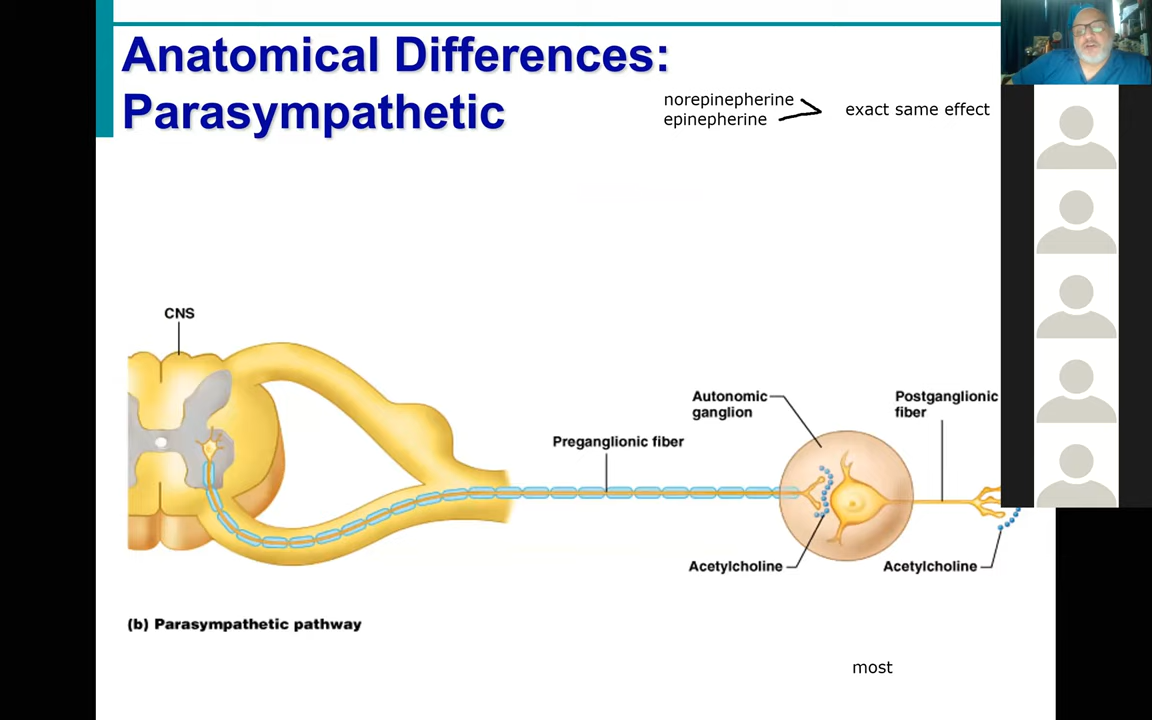 Anatomical Differences:
Parasympathetic
norepinepherine
epinepherine
exact same effect
CNS
Preganglionic fiber
Autonomic
ganglion
Postganglionic
fiber
Acetylcholine
Acetylcholine
(b) Parasympathetic pathway
most